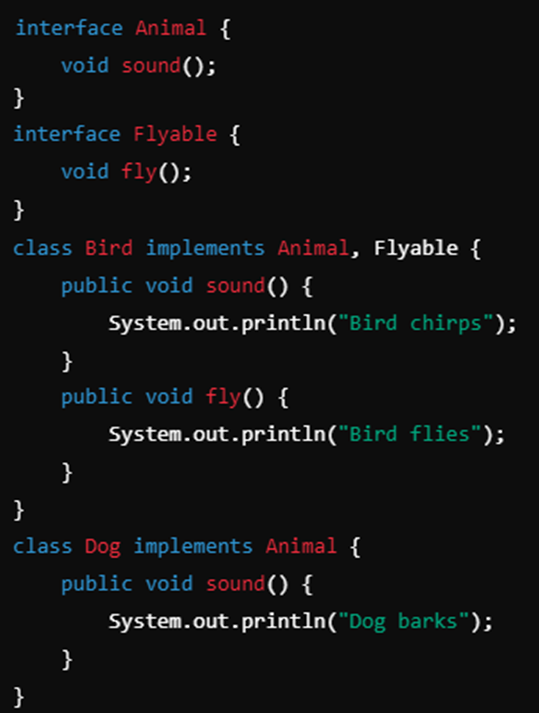 interface Animal {
    void sound();
}
interface Flyable {
    void fly();
}
class Bird implements Animal, Flyable {
    public void sound() {
        System.out.println("Bird chirps");
    }
    public void fly() {
        System.out.println("Bird flies");
    }
}
class Dog implements Animal {
    public void sound() {
        System.out.println("Dog barks");
    }
}